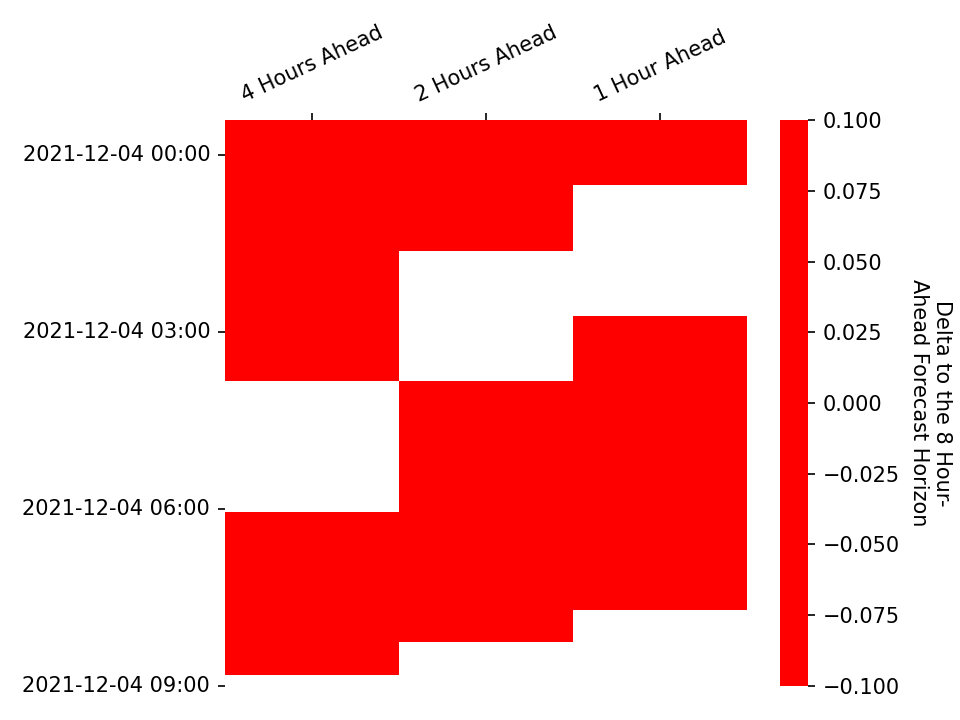 4 Hours Ahead
2 Hours Ahead
1 Hour Ahead
2021-12-04 00:00
2021-12-04 03:00
2021-12-04 06:00
2021-12-04 09:00
0.100
0.075
0.050
0.025
0.000
−0.025
−0.050
−0.075
−0.100
Delta to the 8 Hour-
Ahead Forecast Horizon